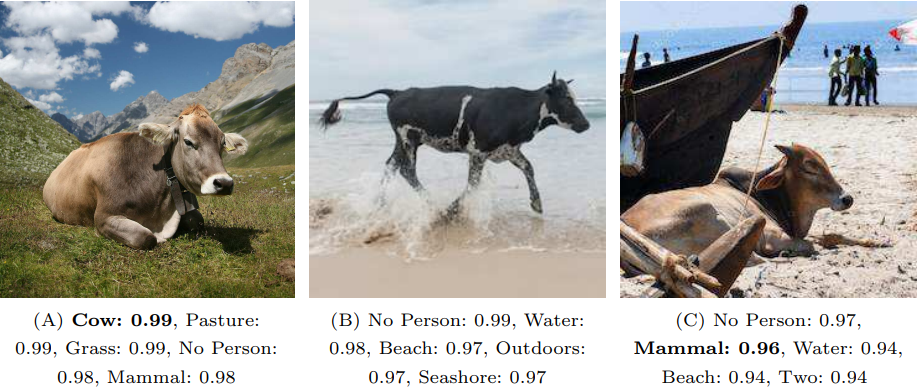 (A) Cow: 0.99, Pasture:
0.99, Grass: 0.99, No Person:
0.98, Mammal: 0.98
(B) No Person: 0.99, Water:
0.98, Beach: 0.97, Outdoors:
0.97, Seashore: 0.97
(C) No Person: 0.97,
Mammal: 0.96, Water: 0.94,
Beach: 0.94, Two: 0.94